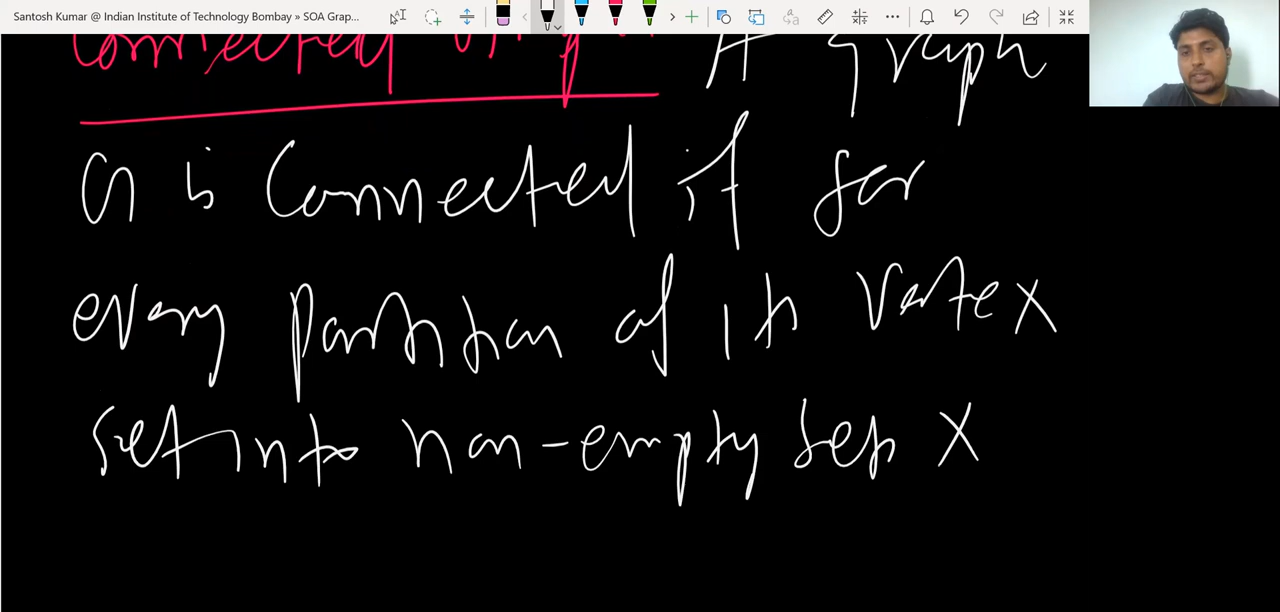 Santosh Kumar @ Indian Institute of Technology Bombay » SOA Grap...
Connected Graph A Graph
G is Connected if for
every Partition of its Vertex
set into non-empty sets X